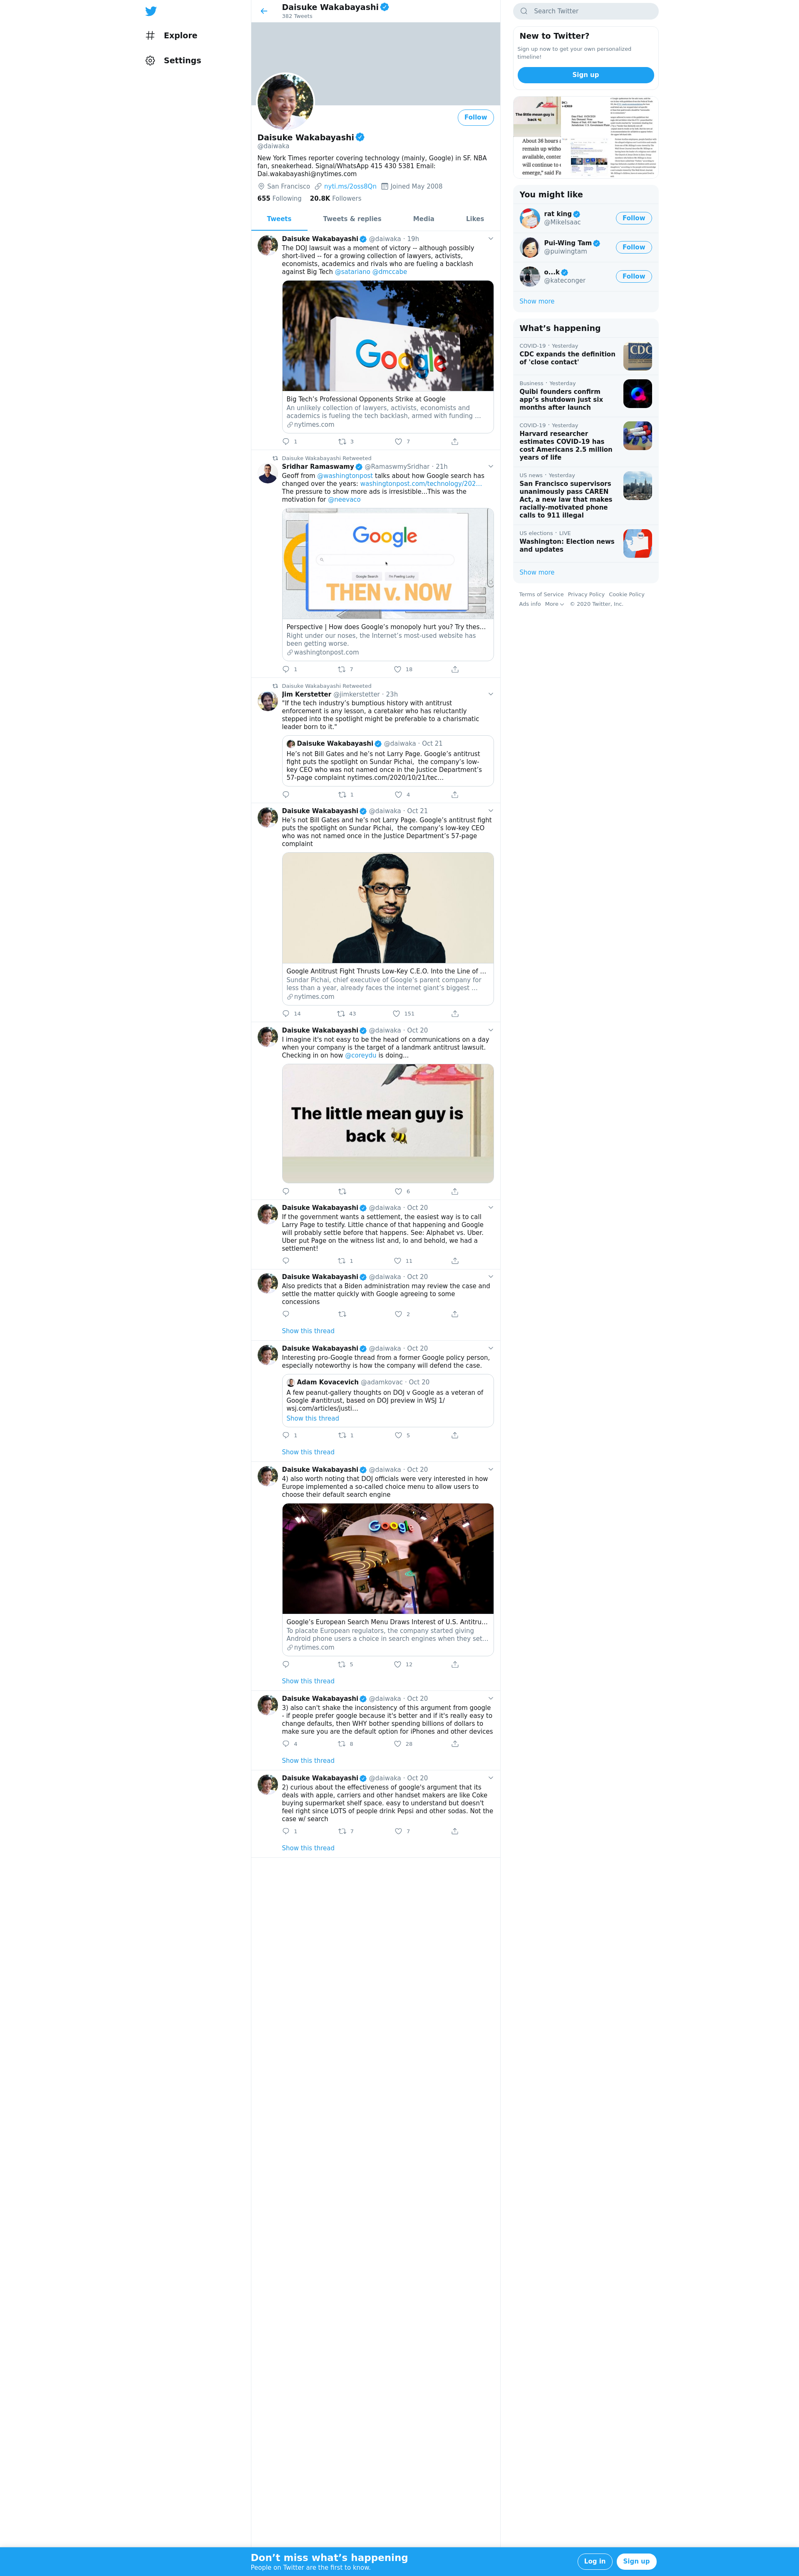 Explore
Settings
Daisuke Wakabayashi
382 Tweets
Follow
Daisuke Wakabayashi
@daiwaka
New York Times reporter covering technology (mainly, Google) in SF. NBA
fan, sneakerhead. Signal/WhatsApp 415 430 5381 Email:
Dai.wakabayashi@nytimes.com
San Francisco nyti.ms/2oss8Qn Joined May 2008
655 Following 20.8K Followers
Tweets Tweets & replies Media Likes
Daisuke Wakabayashi @daiwaka · 19h
The DOJ lawsuit was a moment of victory -- although possibly
short-lived -- for a growing collection of lawyers, activists,
economists, academics and rivals who are fueling a backlash
against Big Tech @satariano @dmccabe
Google
Big Tech's Professional Opponents Strike at Google
An unlikely collection of lawyers, activists, economists and
academics is fueling the tech backlash, armed with funding ...
nytimes.com
1 3 7
Daisuke Wakabayashi Retweeted
Sridhar Ramaswamy @RamaswmySridhar · 21h
Geoff from @washingtonpost talks about how Google search has
changed over the years: washingtonpost.com/technology/202...
The pressure to show more ads is irresistible...This was the
motivation for @neevaco
Google
Google Search I'm Feeling Lucky
THEN v. NOW
Perspective | How does Google's monopoly hurt you? Try thes...
Right under our noses, the Internet's most-used website has
been getting worse.
washingtonpost.com
1 7 18
Daisuke Wakabayashi Retweeted
Jim Kerstetter @jimkerstetter · 23h
"If the tech industry's bumptious history with antitrust
enforcement is any lesson, a caretaker who has reluctantly
stepped into the spotlight might be preferable to a charismatic
leader born to it."
Daisuke Wakabayashi @daiwaka · Oct 21
He's not Bill Gates and he's not Larry Page. Google's antitrust
fight puts the spotlight on Sundar Pichai, the company's low-
key CEO who was not named once in the Justice Department's
57-page complaint nytimes.com/2020/10/21/tec...
1 4
Daisuke Wakabayashi @daiwaka · Oct 21
He's not Bill Gates and he's not Larry Page. Google's antitrust fight
puts the spotlight on Sundar Pichai, the company's low-key CEO
who was not named once in the Justice Department's 57-page
complaint
Google Antitrust Fight Thrusts Low-Key C.E.O. Into the Line of ...
Sundar Pichai, chief executive of Google's parent company for
less than a year, already faces the internet giant's biggest ...
nytimes.com
14 43 151
Daisuke Wakabayashi @daiwaka · Oct 20
I imagine it's not easy to be the head of communications on a day
when your company is the target of a landmark antitrust lawsuit.
Checking in on how @coreydu is doing...
The little mean guy is
back 🐝
6
Daisuke Wakabayashi @daiwaka · Oct 20
If the government wants a settlement, the easiest way is to call
Larry Page to testify. Little chance of that happening and Google
will probably settle before that happens. See: Alphabet vs. Uber.
Uber put Page on the witness list and, lo and behold, we had a
settlement!
1 11
Daisuke Wakabayashi @daiwaka · Oct 20
Also predicts that a Biden administration may review the case and
settle the matter quickly with Google agreeing to some
concessions
2
Show this thread
Daisuke Wakabayashi @daiwaka · Oct 20
Interesting pro-Google thread from a former Google policy person,
especially noteworthy is how the company will defend the case.
Adam Kovacevich @adamkovac · Oct 20
A few peanut-gallery thoughts on DOJ v Google as a veteran of
Google #antitrust, based on DOJ preview in WSJ 1/
wsj.com/articles/justi...
Show this thread
1 1 5
Show this thread
Daisuke Wakabayashi @daiwaka · Oct 20
4) also worth noting that DOJ officials were very interested in how
Europe implemented a so-called choice menu to allow users to
choose their default search engine
Google
Google's European Search Menu Draws Interest of U.S. Antitru...
To placate European regulators, the company started giving
Android phone users a choice in search engines when they set...
nytimes.com
5 12
Show this thread
Daisuke Wakabayashi @daiwaka · Oct 20
3) also can't shake the inconsistency of this argument from google
- if people prefer google because it's better and if it's really easy to
change defaults, then WHY bother spending billions of dollars to
make sure you are the default option for iPhones and other devices
4 8 28
Show this thread
Daisuke Wakabayashi @daiwaka · Oct 20
2) curious about the effectiveness of google's argument that its
deals with apple, carriers and other handset makers are like Coke
buying supermarket shelf space. easy to understand but doesn't
feel right since LOTS of people drink Pepsi and other sodas. Not the
case w/ search
1 7 7
Show this thread
Search Twitter
New to Twitter?
Sign up now to get your own personalized
timeline!
Sign up
The little mean guy is
back 🐝
About 36 hours
sneak up witho
available, contac
will continue to
emerge," said Fa
You might like
rat king
@MikeIsaac
Follow
Pui-Wing Tam
@puiwingtam
Follow
o...k
@kateconger
Follow
Show more
What's happening
COVID-19 · Yesterday
CDC expands the definition
of 'close contact'
CDC
Business · Yesterday
Quibi founders confirm
app's shutdown just six
months after launch
COVID-19 · Yesterday
Harvard researcher
estimates COVID-19 has
cost Americans 2.5 million
years of life
US news · Yesterday
San Francisco supervisors
unanimously pass CAREN
Act, a new law that makes
racially-motivated phone
calls to 911 illegal
US elections · LIVE
Washington: Election news
and updates
Show more
Terms of Service Privacy Policy Cookie Policy
Ads info More © 2020 Twitter, Inc.
Don't miss what's happening
People on Twitter are the first to know.
Log in Sign up